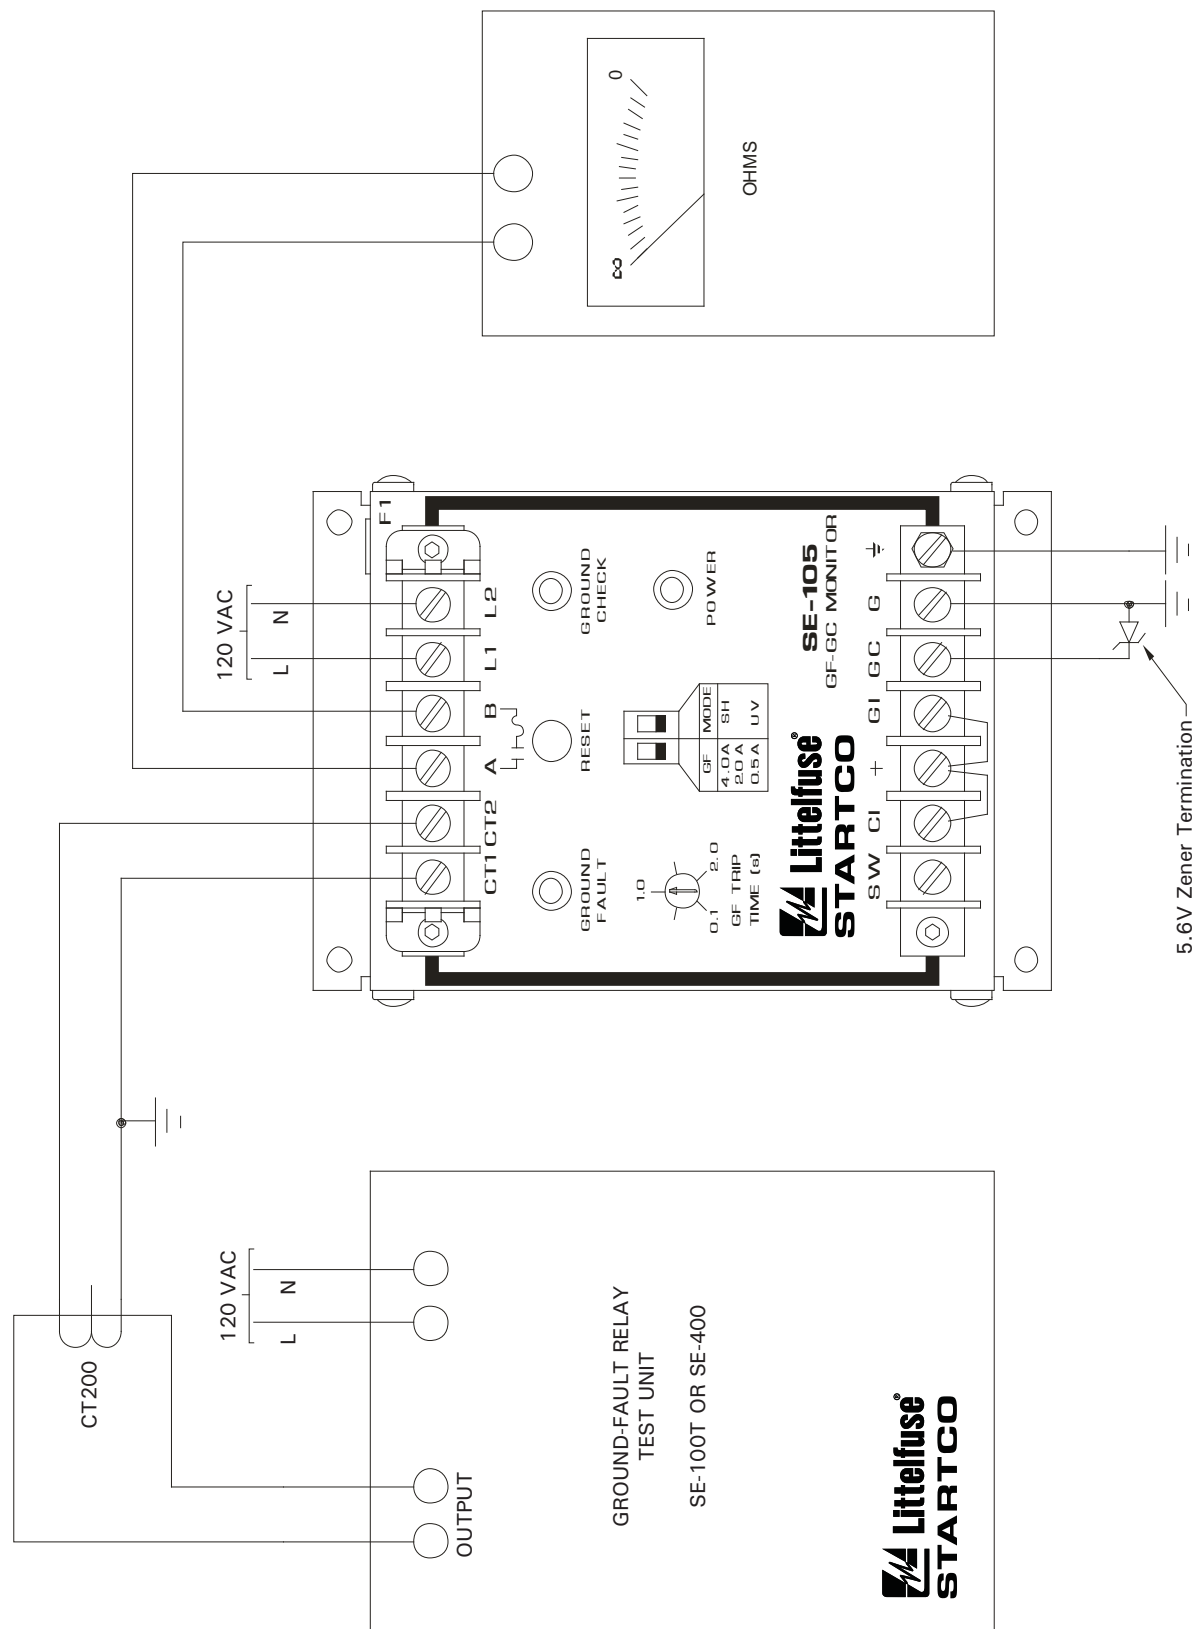 120 VAC
L N
CT200
OUTPUT
GROUND-FAULT RELAY
TEST UNIT
SE-100T OR SE-400
Littelfuse®
STARTCO
120 VAC
L N
F1
CT1 CT2 A B L1 L2
GROUND
FAULT
RESET
GROUND
CHECK
1.0
0.1 2.0
GF TRIP
TIME (s)
GF MODE
4.0 A SH
2.0 A
0.5 A UV
POWER
Littelfuse®
STARTCO
SE-105
GF-GC MONITOR
SW CI + GI GC G
5.6V Zener Termination
∞ 0
OHMS